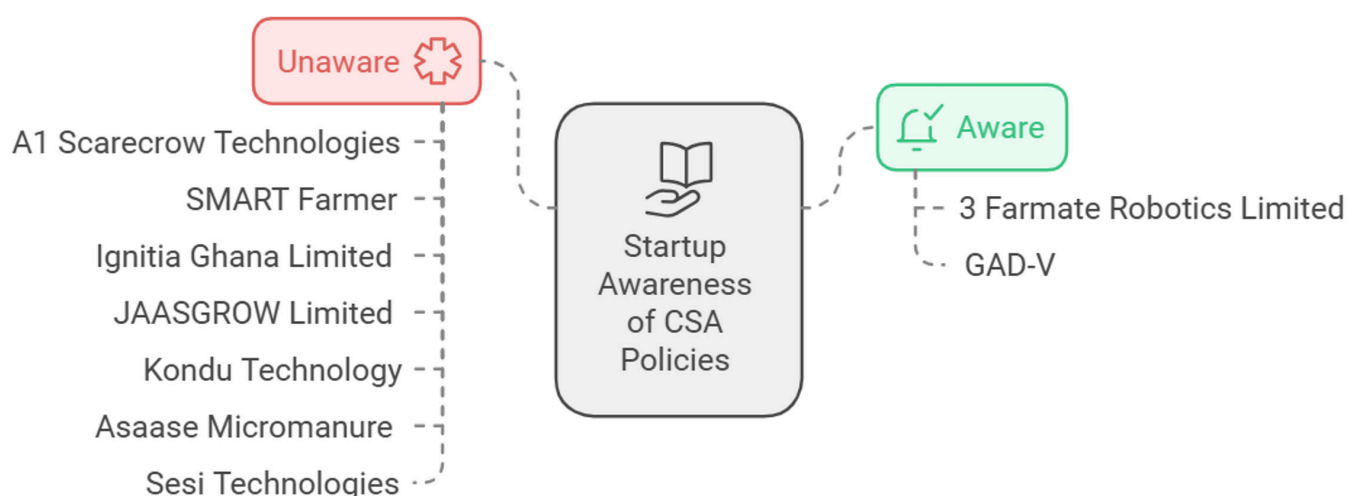 Unaware
A1 Scarecrow Technologies
SMART Farmer
Ignitia Ghana Limited
JAASGROW Limited
Kondu Technology
Asaase Micromanure
Sesi Technologies
Startup
Awareness
of CSA
Policies
Aware
3 Farmate Robotics Limited
GAD-V